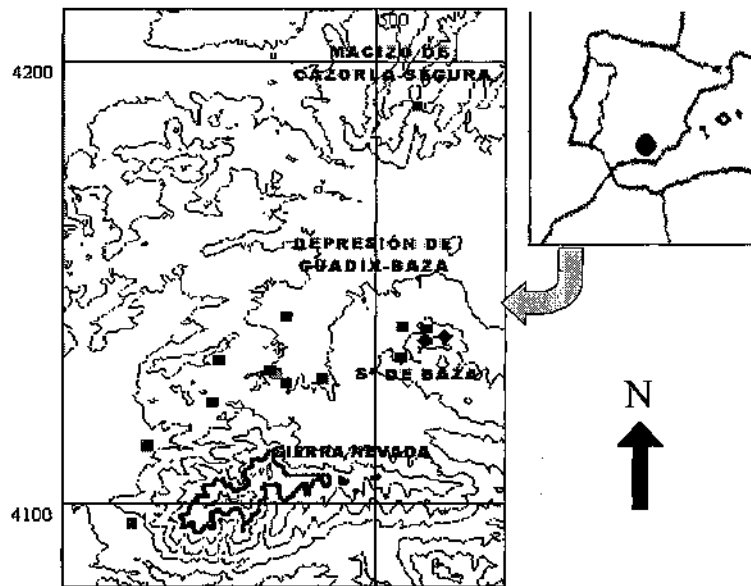 500
4200
MACIZO DE
CAZORLA SEGURA
DEPRESIÓN DE
GUADIX-BAZA
Sª DE BAZA
N
SIERRA NEVADA
4100